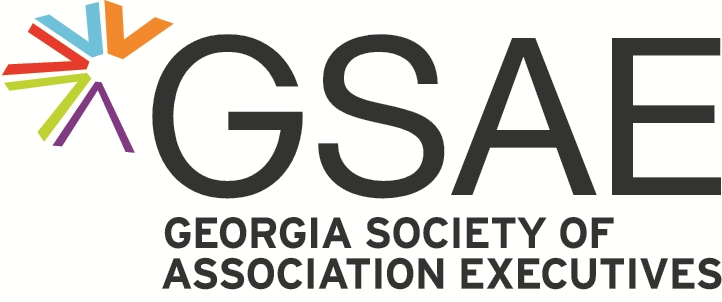 GSAE
GEORGIA SOCIETY OF
ASSOCIATION EXECUTIVES